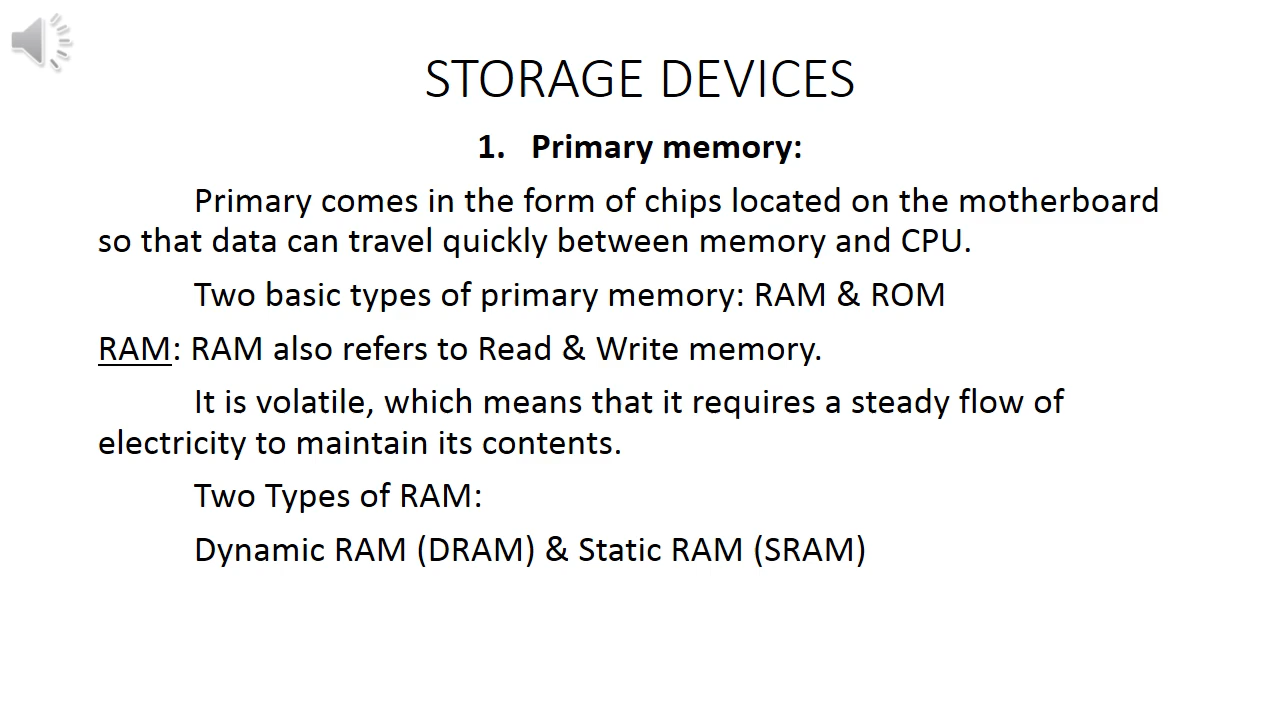 STORAGE DEVICES
1. Primary memory:
Primary comes in the form of chips located on the motherboard
so that data can travel quickly between memory and CPU.
Two basic types of primary memory: RAM & ROM
RAM: RAM also refers to Read & Write memory.
It is volatile, which means that it requires a steady flow of
electricity to maintain its contents.
Two Types of RAM:
Dynamic RAM (DRAM) & Static RAM (SRAM)